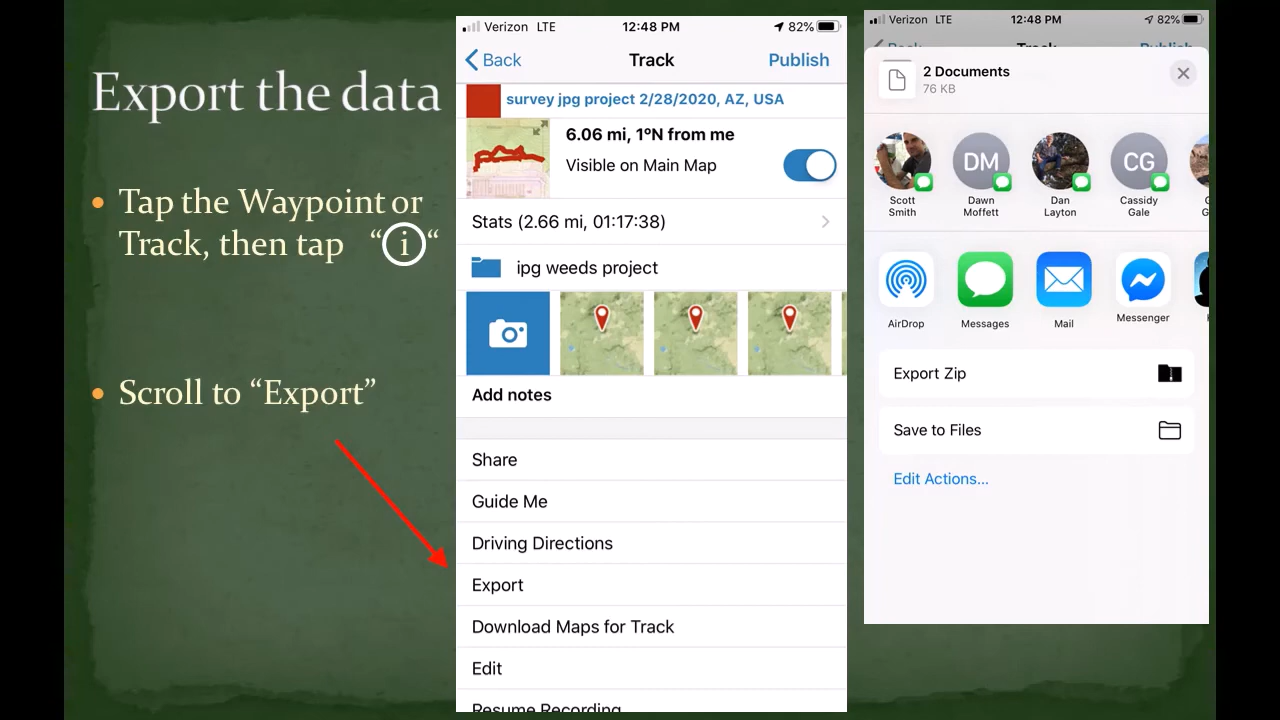 Export the data
• Tap the Waypoint or
Track, then tap “ i “
• Scroll to “Export”
Verizon LTE 12:48 PM 82%
Back Track Publish
survey jpg project 2/28/2020, AZ, USA
6.06 mi, 1°N from me
Visible on Main Map
Stats (2.66 mi, 01:17:38)
ipg weeds project
Add notes
Share
Guide Me
Driving Directions
Export
Download Maps for Track
Edit
Resume Recording
Verizon LTE 12:48 PM 82%
Back Track Publish
2 Documents
76 KB
DM CG
Scott Smith
Dawn Moffett
Dan Layton
Cassidy Gale
AirDrop Messages Mail Messenger
Export Zip
Save to Files
Edit Actions...